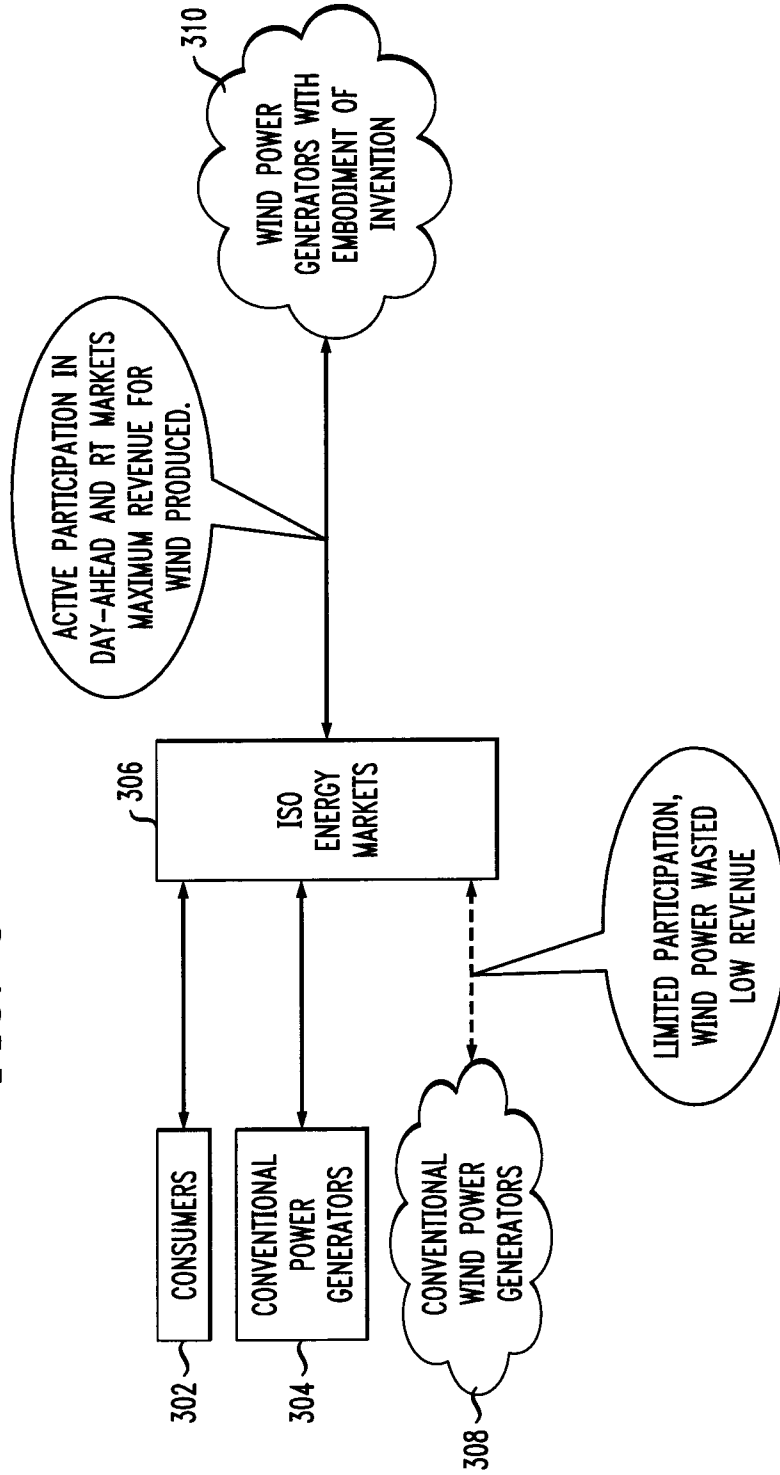 302
CONSUMERS
304
CONVENTIONAL
POWER
GENERATORS
308
CONVENTIONAL
WIND POWER
GENERATORS
306
ISO
ENERGY
MARKETS
LIMITED PARTICIPATION,
WIND POWER WASTED
LOW REVENUE
ACTIVE PARTICIPATION IN
DAY-AHEAD AND RT MARKETS
MAXIMUM REVENUE FOR
WIND PRODUCED.
310
WIND POWER
GENERATORS WITH
EMBODIMENT OF
INVENTION